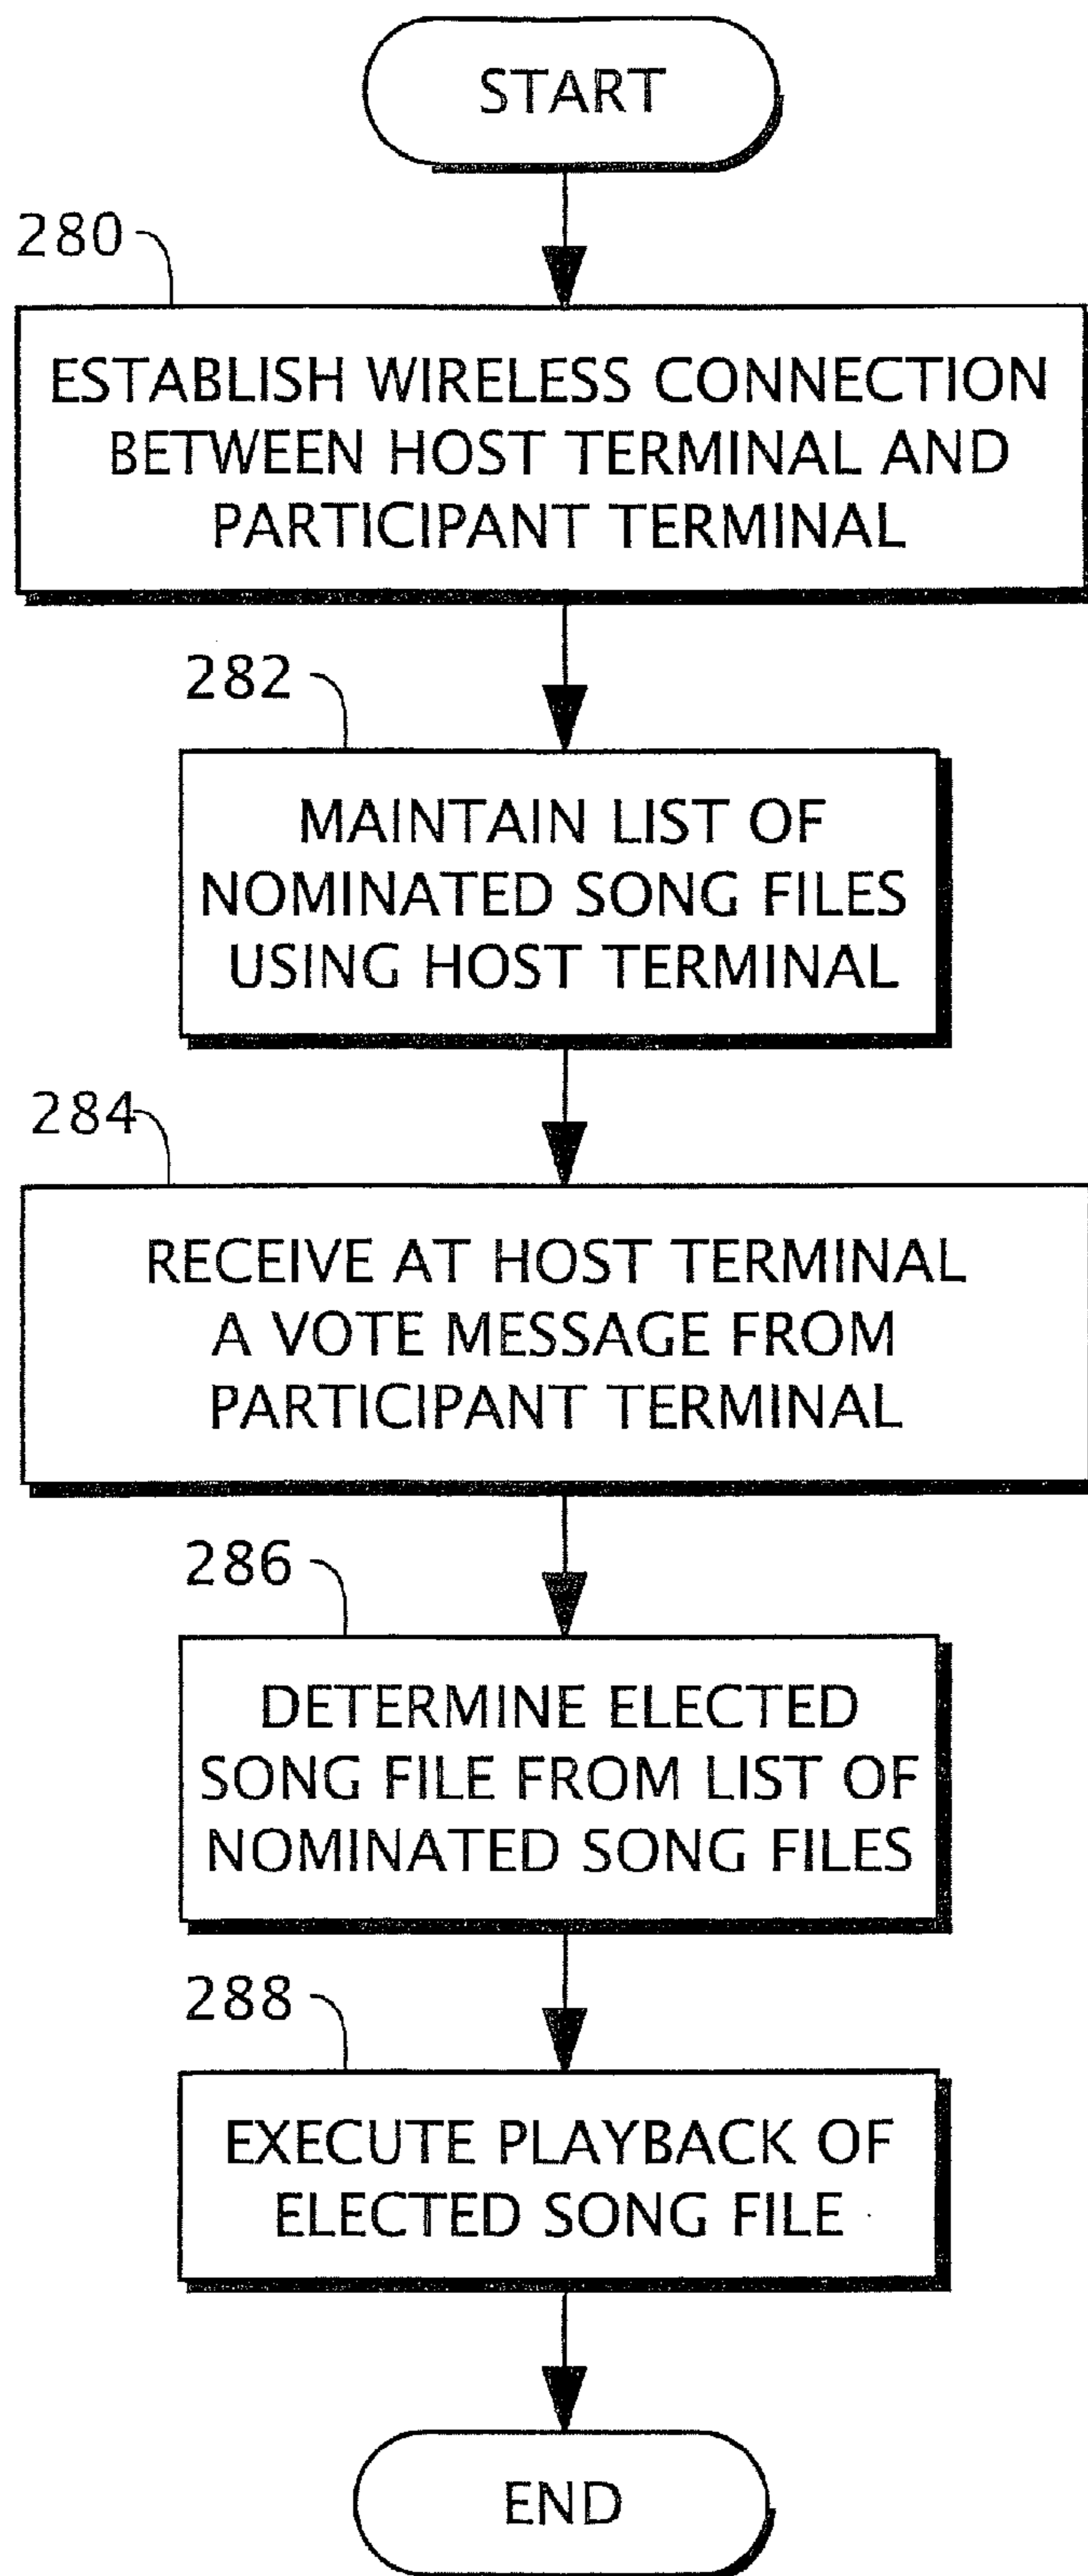 START
280
ESTABLISH WIRELESS CONNECTION
BETWEEN HOST TERMINAL AND
PARTICIPANT TERMINAL
282
MAINTAIN LIST OF
NOMINATED SONG FILES
USING HOST TERMINAL
284
RECEIVE AT HOST TERMINAL
A VOTE MESSAGE FROM
PARTICIPANT TERMINAL
286
DETERMINE ELECTED
SONG FILE FROM LIST OF
NOMINATED SONG FILES
288
EXECUTE PLAYBACK OF
ELECTED SONG FILE
END